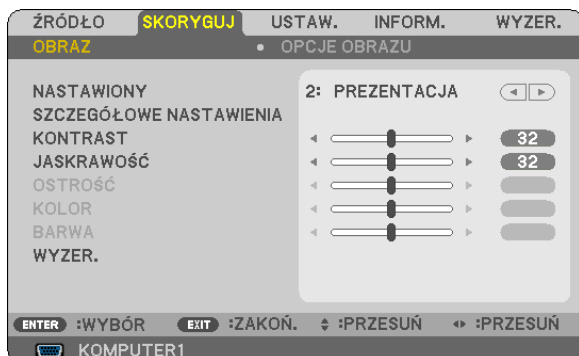 ŹRÓDŁO SKORYGUJ USTAW. INFORM. WYZER.
OBRAZ • OPCJE OBRAZU
NASTAWIONY 2: PREZENTACJA
SZCZEGÓŁOWE NASTAWIENIA
KONTRAST 32
JASKRAWOŚĆ 32
OSTROŚĆ
KOLOR
BARWA
WYZER.
ENTER :WYBÓR EXIT :ZAKOŃ. :PRZESUŃ :PRZESUŃ
KOMPUTER1